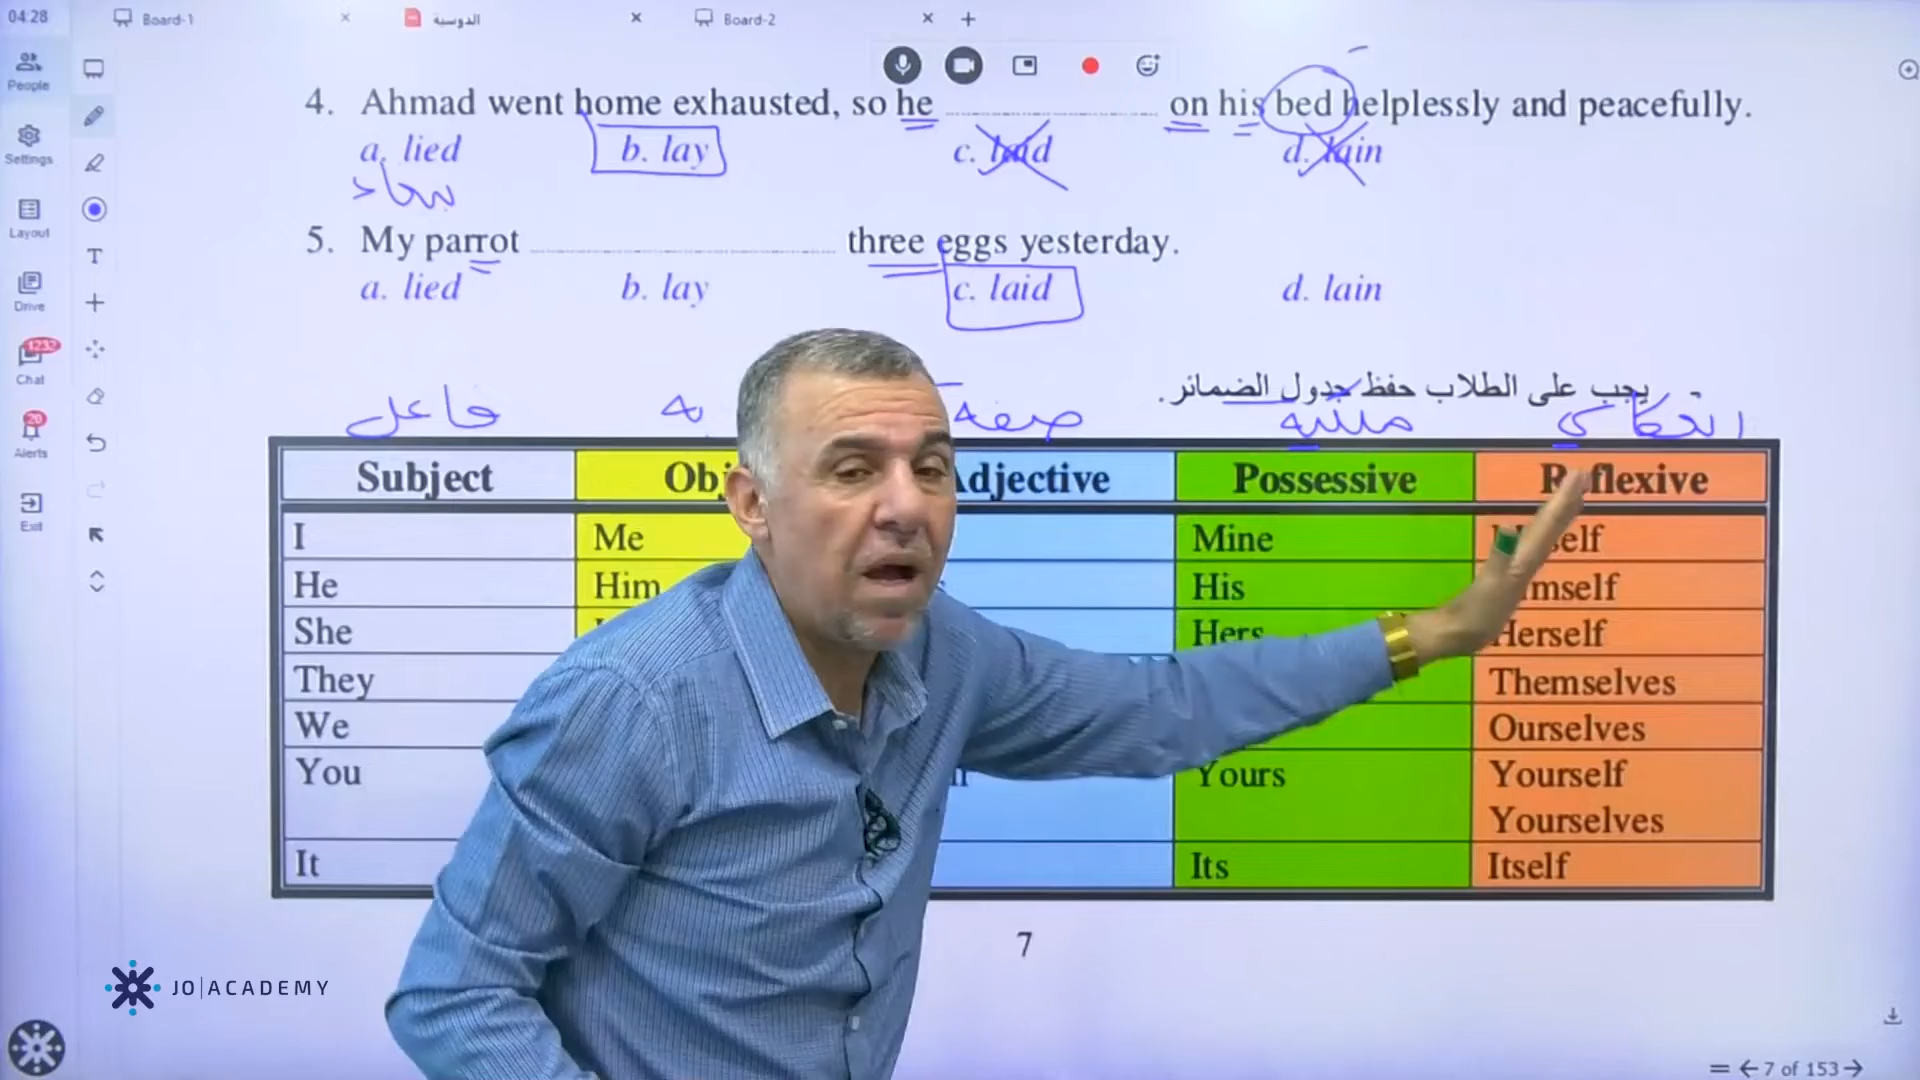 04:28 Board-1 × الدوسية × Board-2 × +
People
Settings
Layout
Drive
1232
Chat
20
Alerts
Exit
T
4. Ahmad went home exhausted, so he ........ on his bed helplessly and peacefully.
a. lied b. lay c. laid d. lain
5. My parrot ........ three eggs yesterday.
a. lied b. lay c. laid d. lain
- يجب على الطلاب حفظ جدول الضمائر.
فاعل به صفة ملكية انعكاسي
Subject Obj Adjective Possessive Reflexive
I Me Mine
He Him His
She Hers Herself
They Themselves
We Ourselves
You Yours Yourself
Yourselves
It Its Itself
7
JO|ACADEMY
7 of 153